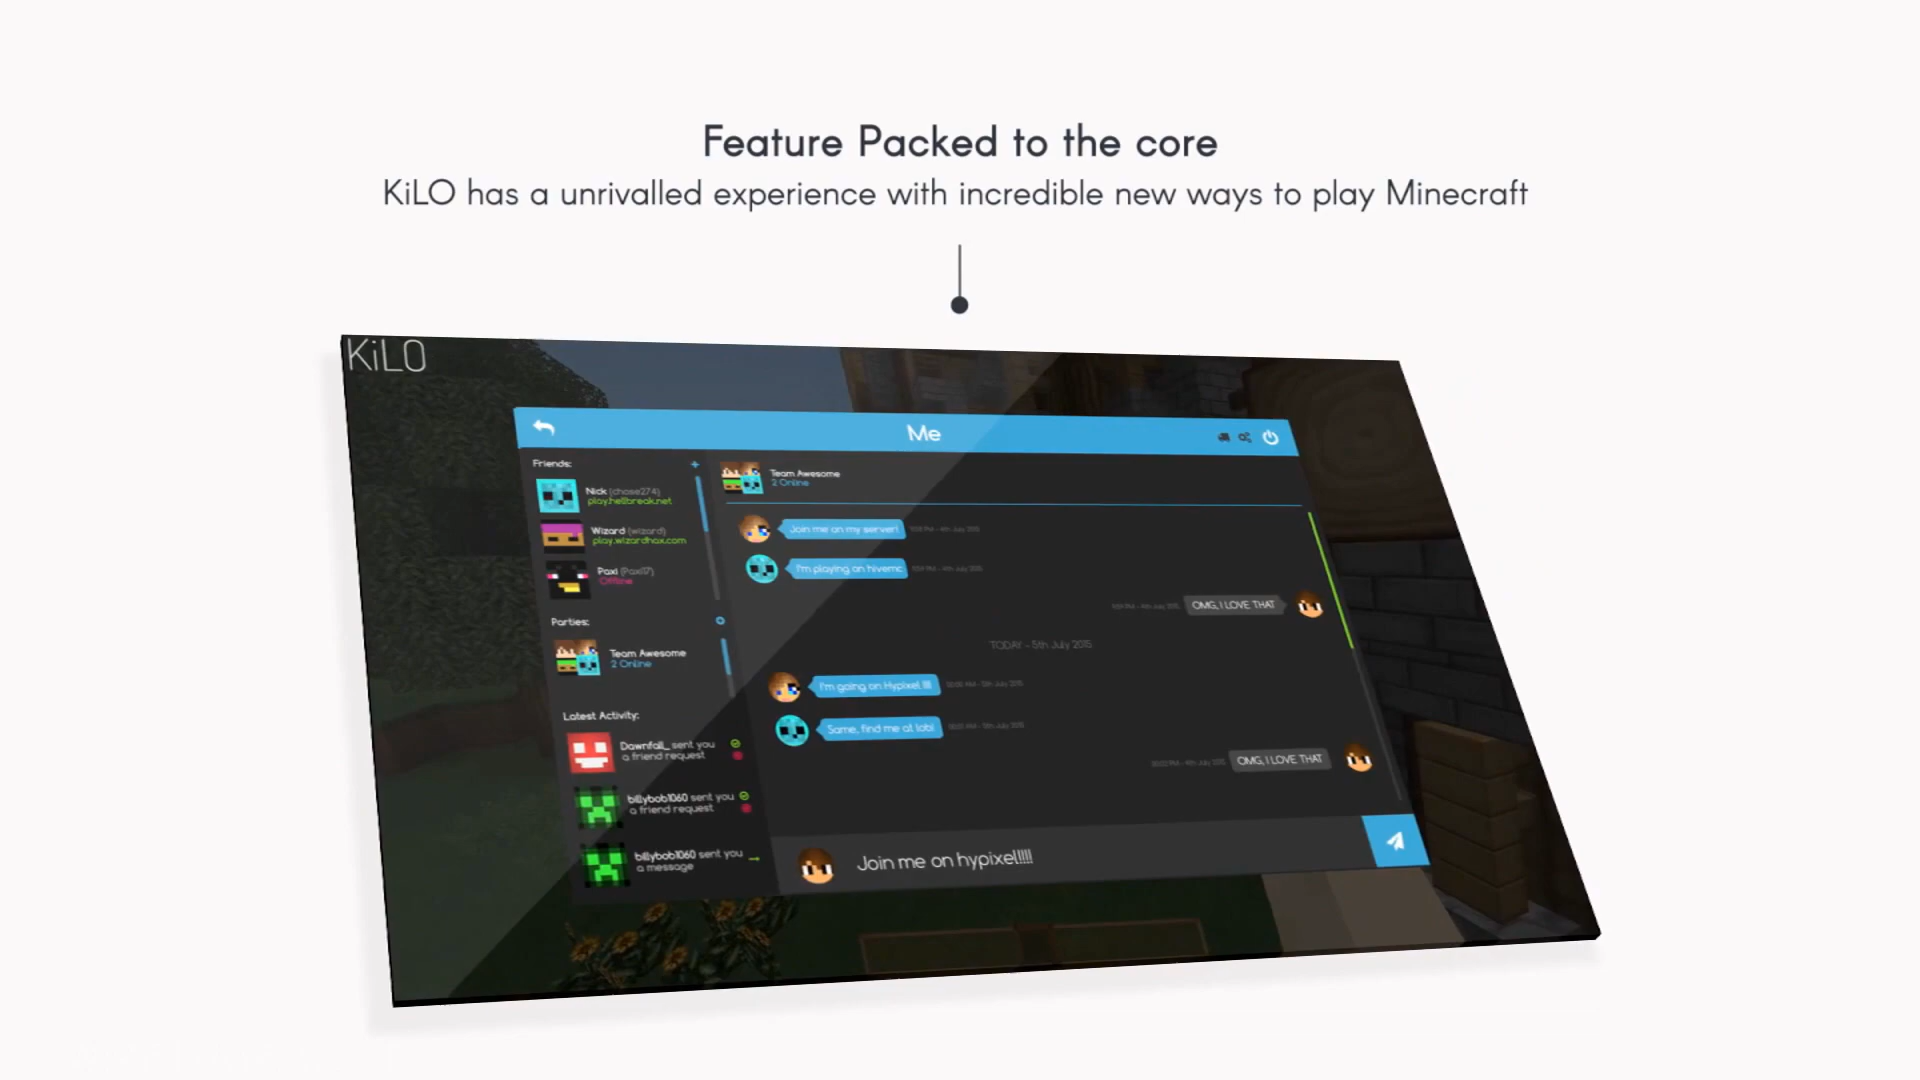 Feature Packed to the core
KiLO has a unrivalled experience with incredible new ways to play Minecraft
KiLO
Me
Friends:
Nick (chase274)
play.hellbreak.net
Wizard (wizard)
play.wizardhax.com
Paxi (Paxi17)
Offline
Parties:
Team Awesome
2 Online
Latest Activity:
Dawnfall_ sent you
a friend request
billybob1060 sent you
a friend request
billybob1060 sent you
a message
Team Awesome
2 Online
Join me on my server!
I'm playing on hivemc
OMG, I LOVE THAT
TODAY - 5th July 2015
I'm going on Hypixel !!!!
Same, find me at lobi
OMG, I LOVE THAT
Join me on hypixel!!!!